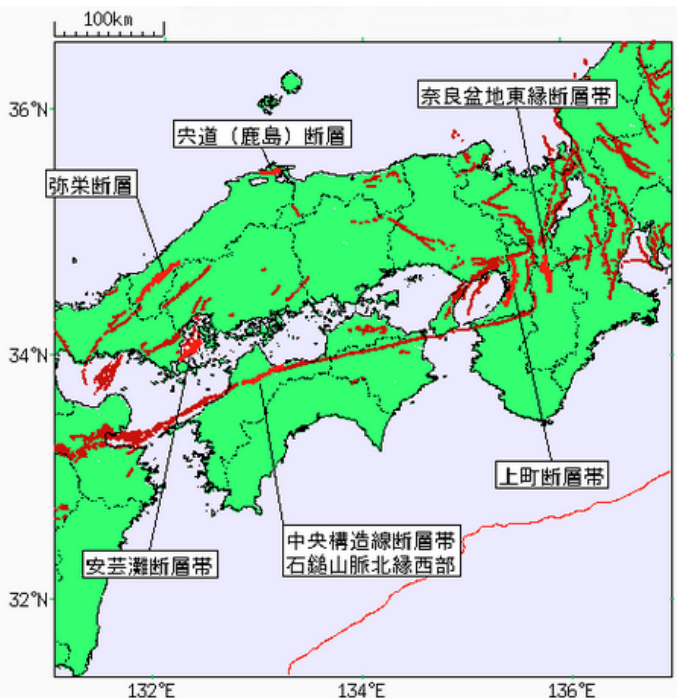 100km
36°N
奈良盆地東縁断層帯
宍道（鹿島）断層
弥栄断層
34°N
上町断層帯
中央構造線断層帯
石鎚山脈北縁西部
安芸灘断層帯
32°N
132°E
134°E
136°E